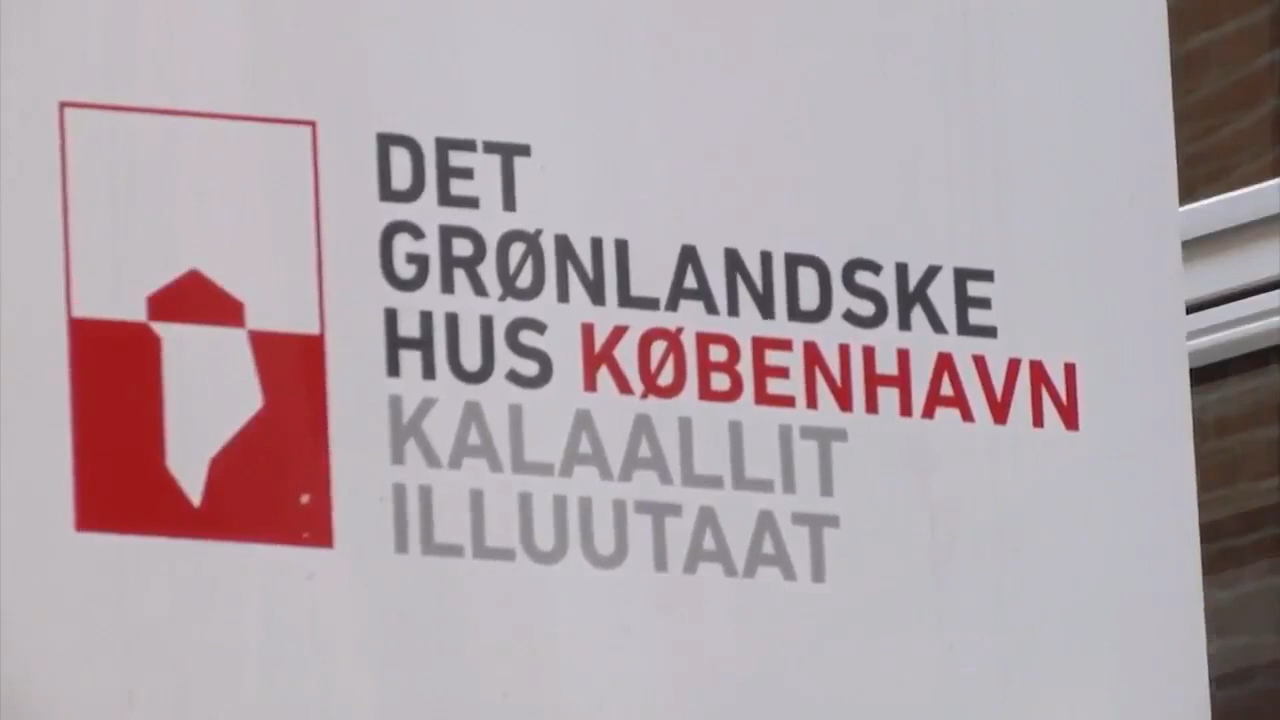 DET
GRØNLANDSKE
HUS KØBENHAVN
KALAALLIT
ILLUUTAAT